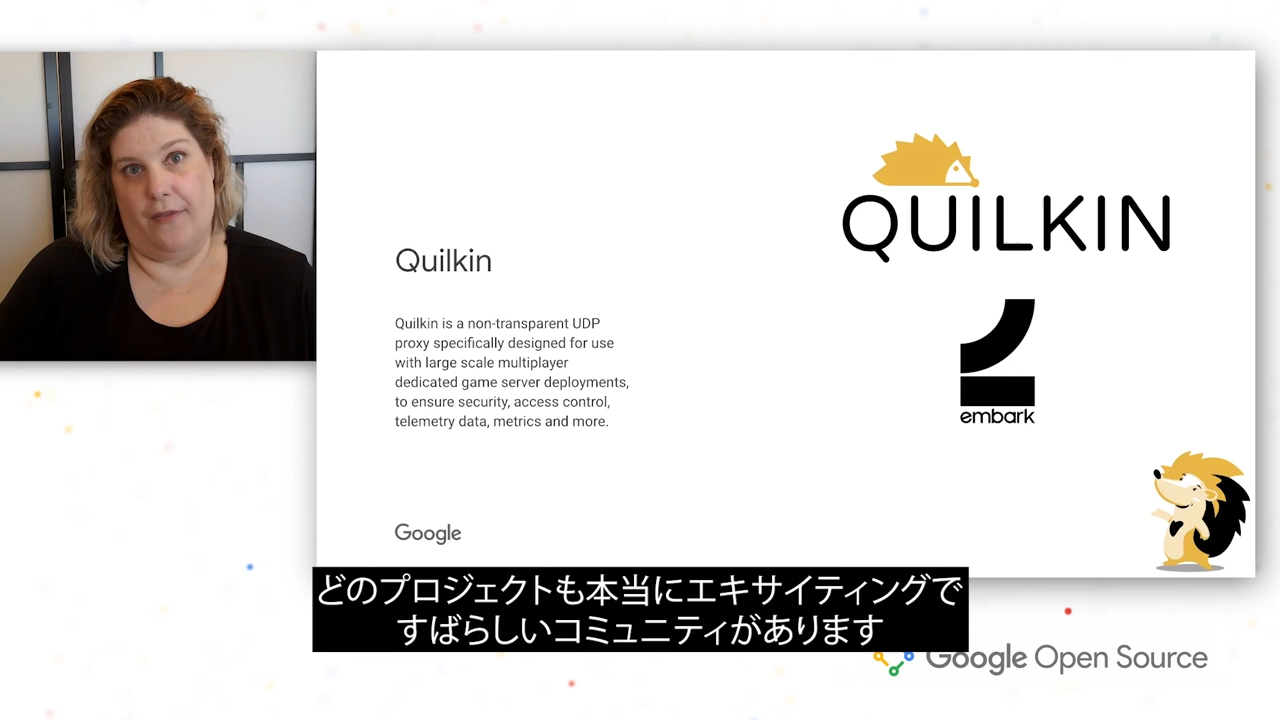 QUILKIN
Quilkin
Quilkin is a non-transparent UDP
proxy specifically designed for use
with large scale multiplayer
dedicated game server deployments,
to ensure security, access control,
telemetry data, metrics and more.
embark
Google
どのプロジェクトも本当にエキサイティングで
すばらしいコミュニティがあります
Google Open Source